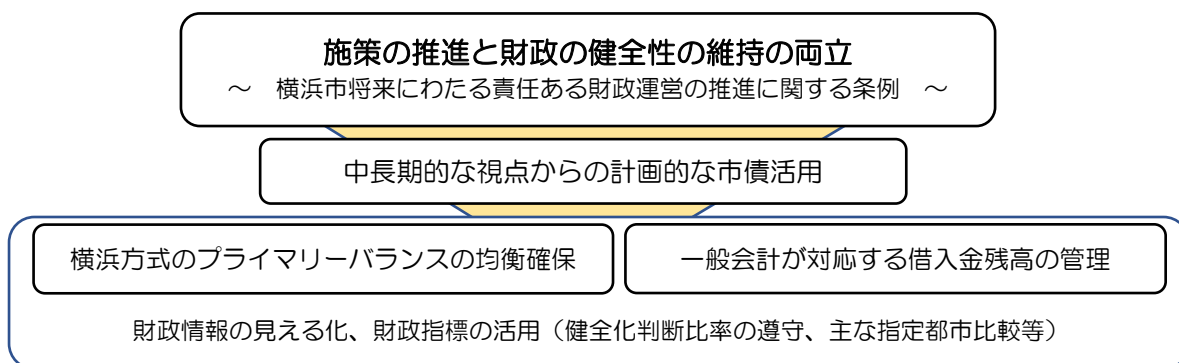 施策の推進と財政の健全性の維持の両立
～　横浜市将来にわたる責任ある財政運営の推進に関する条例　～
中長期的な視点からの計画的な市債活用
横浜方式のプライマリーバランスの均衡確保
一般会計が対応する借入金残高の管理
財政情報の見える化、財政指標の活用（健全化判断比率の遵守、主な指定都市比較等）